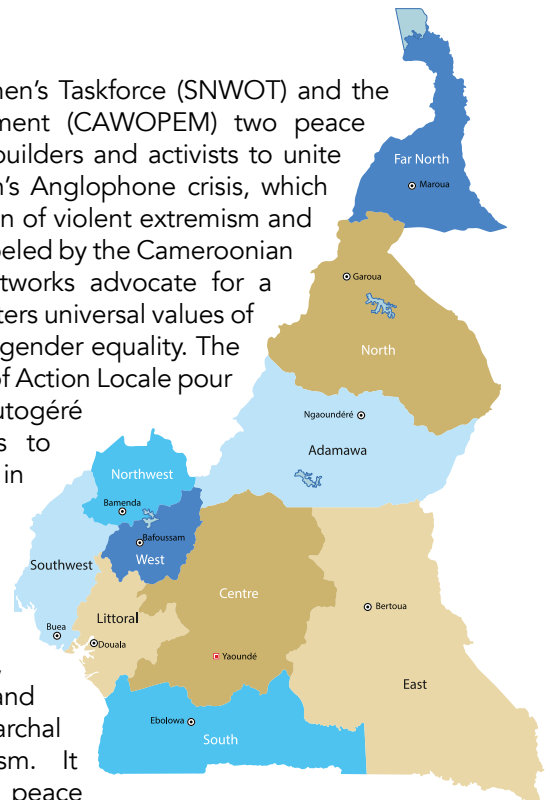 nen's Taskforce (SNWOT) and the
ment (CAWOPEM) two peace
builders and activists to unite
n's Anglophone crisis, which
n of violent extremism and
eled by the Cameroonian
tworks advocate for a
ters universal values of
gender equality. The
of Action Locale pour
utogéré
s to
in
and
archal
sm. It
peace
Far North
Maroua
Garoua
North
Ngaoundéré
Adamawa
Northwest
Bamenda
Bafoussam
West
Southwest
Centre
Littoral
Bertoua
Buea
Douala
Yaoundé
East
Ebolowa
South